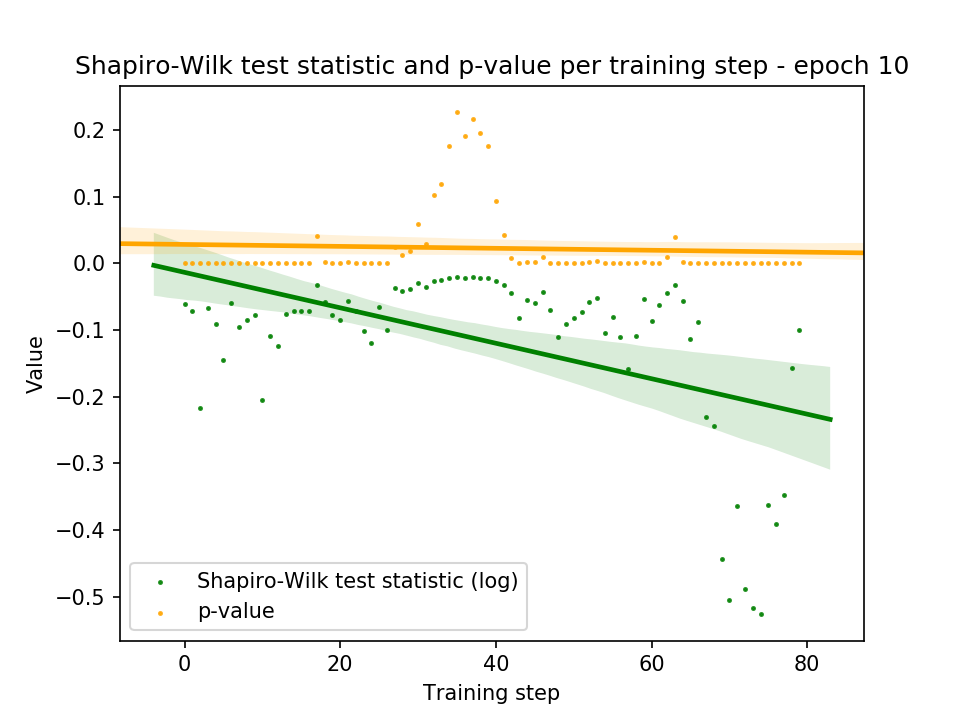 Shapiro-Wilk test statistic and p-value per training step - epoch 10
0.2
0.1
0.0
−0.1
−0.2
−0.3
−0.4
−0.5
Value
Shapiro-Wilk test statistic (log)
p-value
0 20 40 60 80
Training step